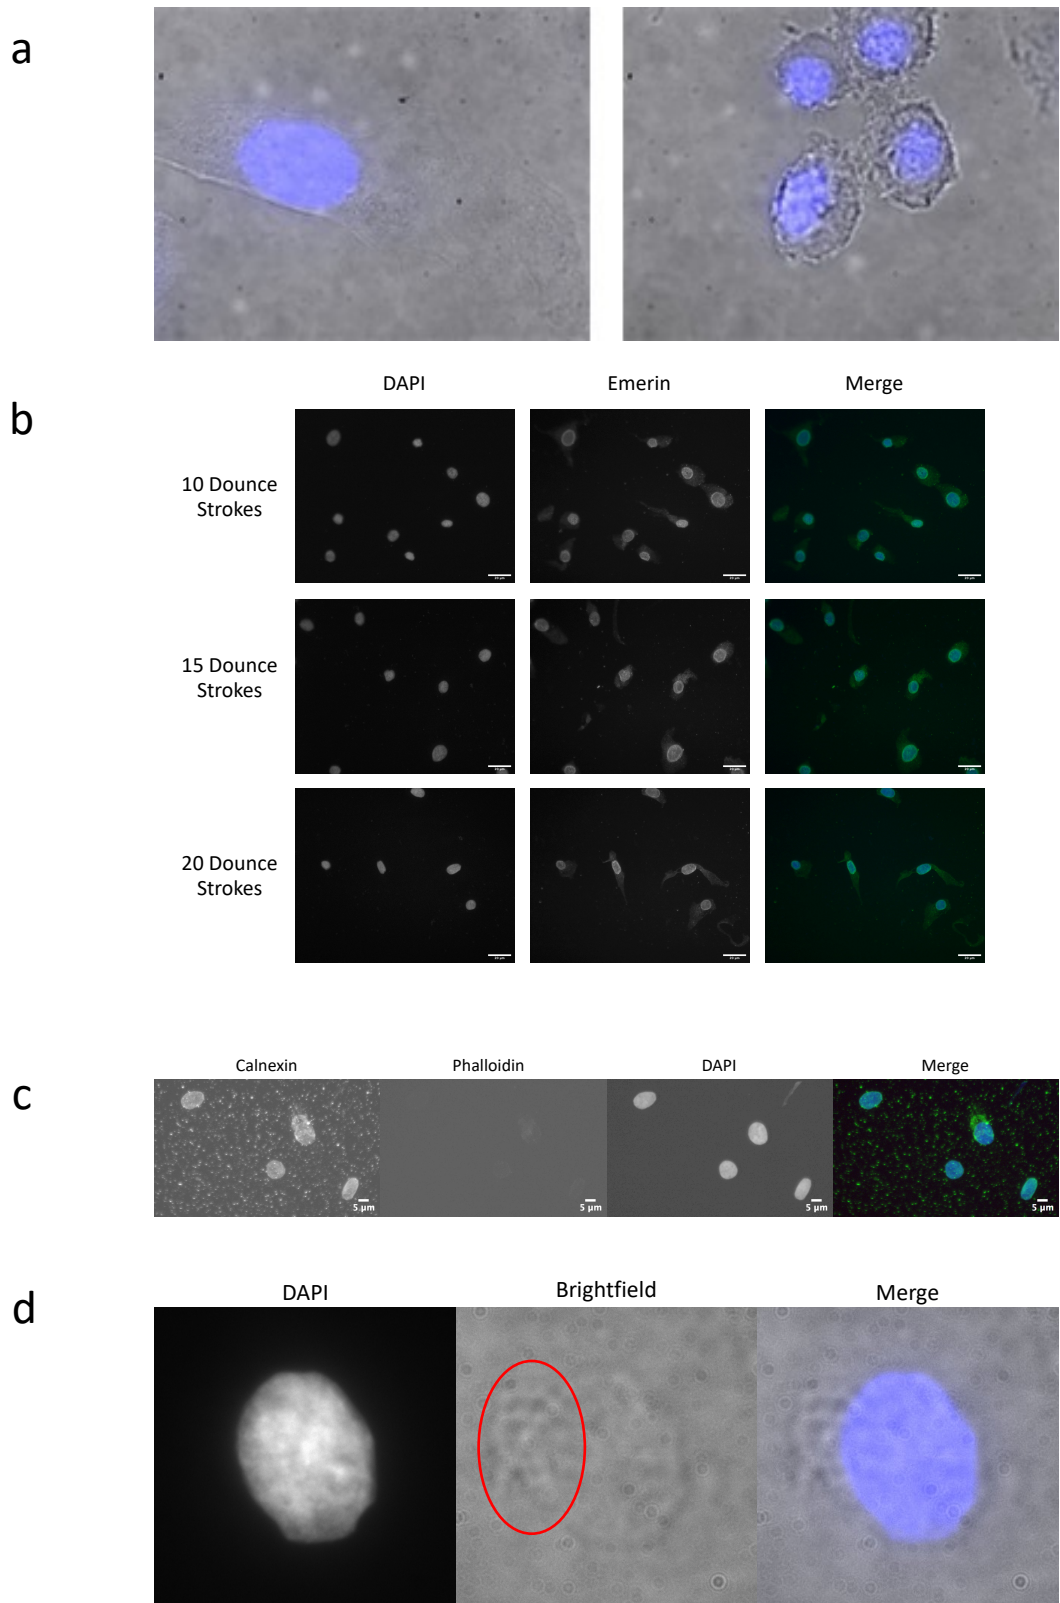 a
DAPI
Emerin
Merge
b
10 Dounce
Strokes
15 Dounce
Strokes
20 Dounce
Strokes
Calnexin
Phalloidin
DAPI
Merge
c
5 µm
5 µm
5 µm
5 µm
DAPI
Brightfield
Merge
d